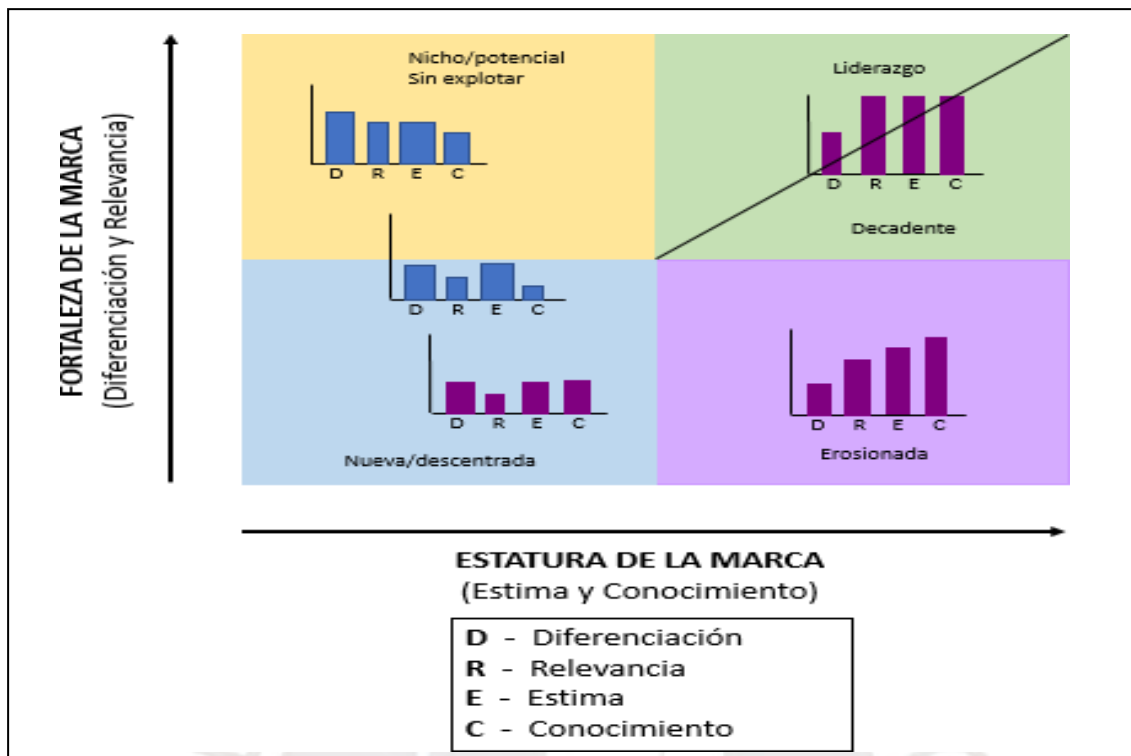 FORTALEZA DE LA MARCA
(Diferenciación y Relevancia)
Nicho/potencial
Sin explotar
D R E C
Liderazgo
D R E C
Decadente
D R E C
D R E C
Nueva/descentrada
D R E C
Erosionada
ESTATURA DE LA MARCA
(Estima y Conocimiento)
D - Diferenciación
R - Relevancia
E - Estima
C - Conocimiento